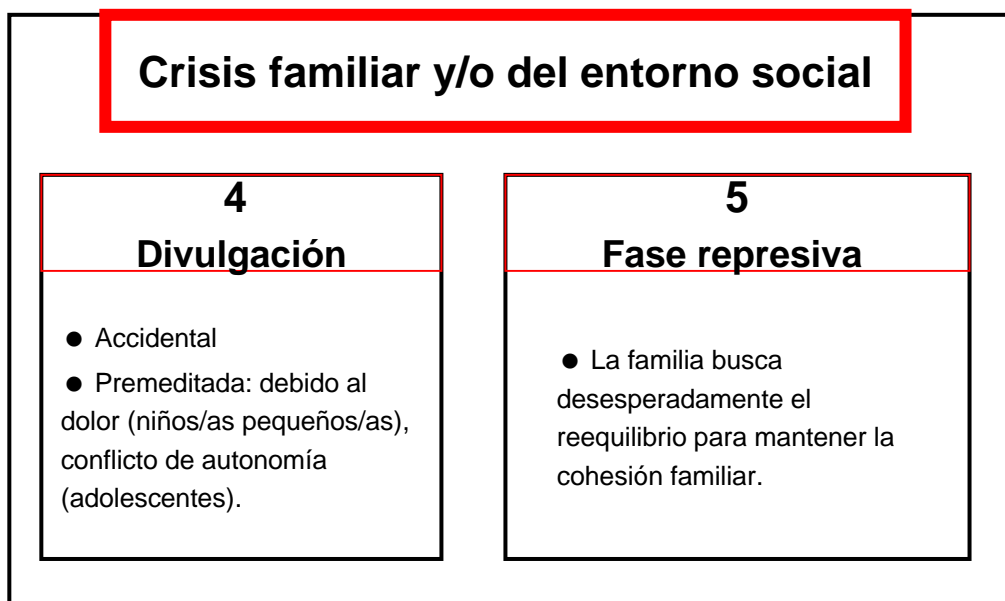 Crisis familiar y/o del entorno social
4
Divulgación
● Accidental
● Premeditada: debido al
dolor (niños/as pequeños/as),
conflicto de autonomía
(adolescentes).
5
Fase represiva
● La familia busca
desesperadamente el
reequilibrio para mantener la
cohesión familiar.